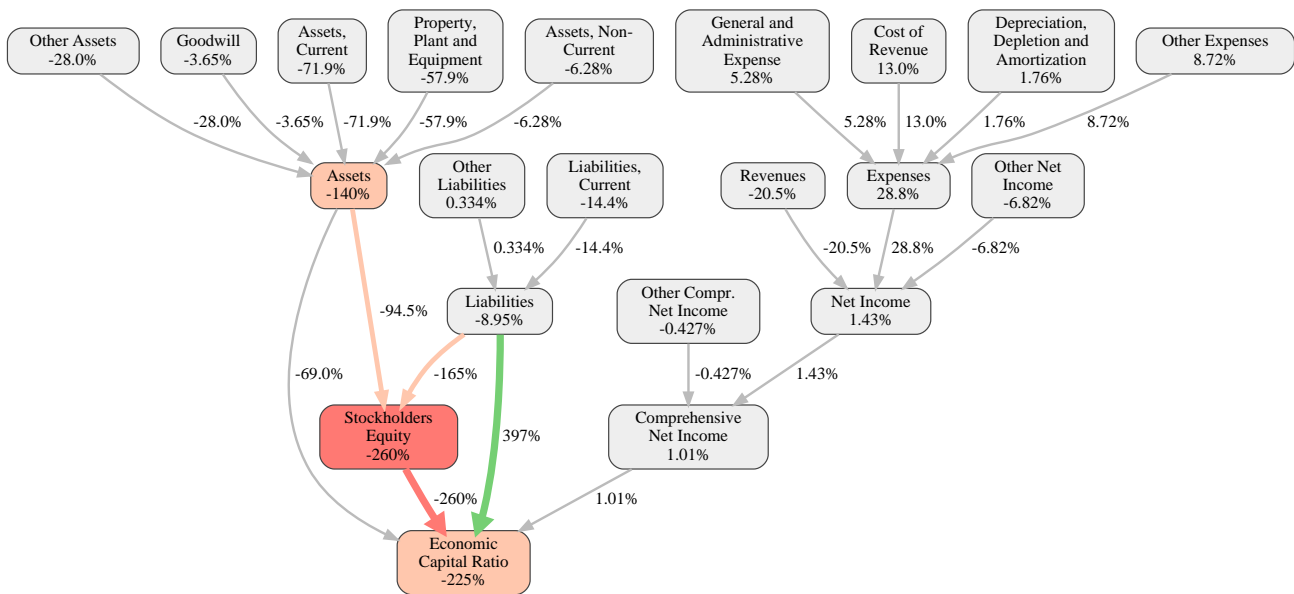 Other Assets
-28.0%
Goodwill
-3.65%
Assets,
Current
-71.9%
Property,
Plant and
Equipment
-57.9%
Assets, Non-
Current
-6.28%
General and
Administrative
Expense
5.28%
Cost of
Revenue
13.0%
Depreciation,
Depletion and
Amortization
1.76%
Other Expenses
8.72%
-28.0%
-3.65%
-71.9%
-57.9%
-6.28%
5.28%
13.0%
1.76%
8.72%
Assets
-140%
Other
Liabilities
0.334%
Liabilities,
Current
-14.4%
Revenues
-20.5%
Expenses
28.8%
Other Net
Income
-6.82%
0.334%
-14.4%
-20.5%
28.8%
-6.82%
Liabilities
-8.95%
Other Compr.
Net Income
-0.427%
Net Income
1.43%
-94.5%
-69.0%
-165%
397%
-0.427%
1.43%
Stockholders
Equity
-260%
Comprehensive
Net Income
1.01%
-260%
1.01%
Economic
Capital Ratio
-225%